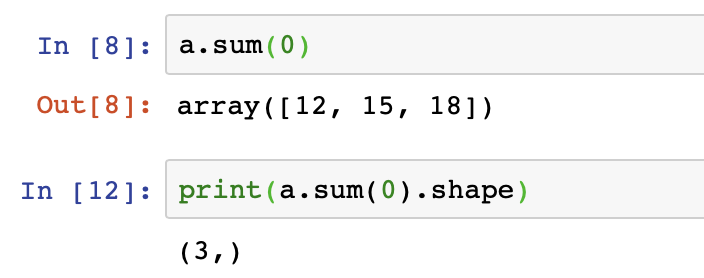 In [8]: a.sum(0)
Out[8]: array([12, 15, 18])
In [12]: print(a.sum(0).shape)
(3,)